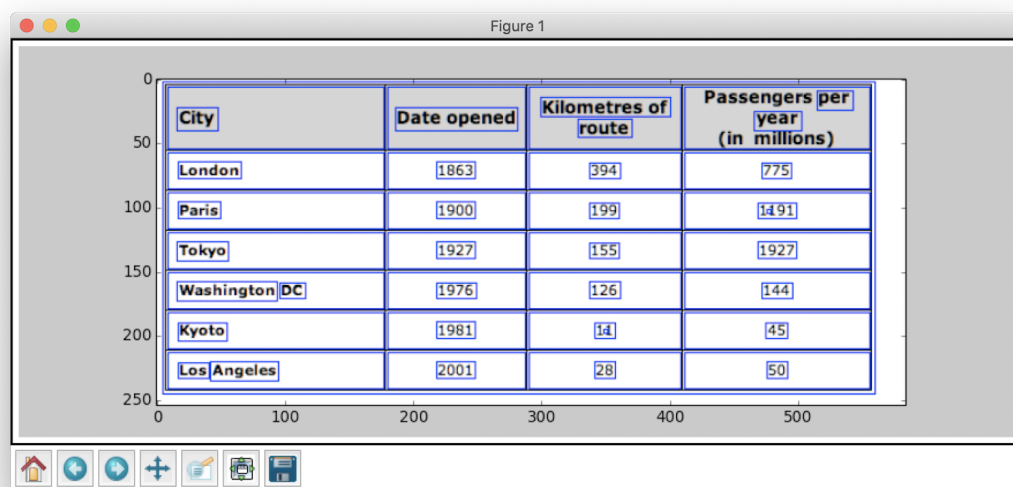 Figure 1
0
50
100
150
200
250
City Date opened Kilometres of route Passengers per year (in millions)
London 1863 394 775
Paris 1900 199 1191
Tokyo 1927 155 1927
Washington DC 1976 126 144
Kyoto 1981 11 45
Los Angeles 2001 28 50
0 100 200 300 400 500